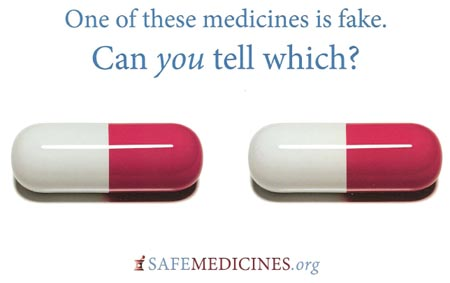 One of these medicines is fake.
Can you tell which?
SAFEMEDICINES.org